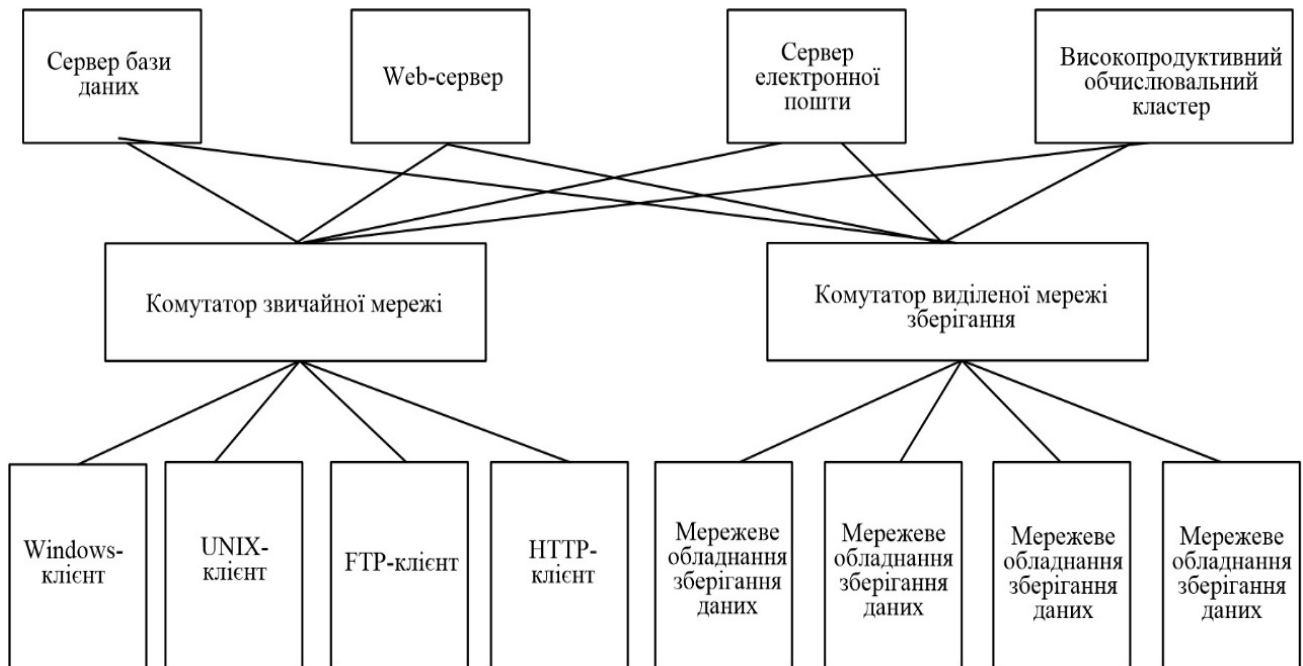 Сервер бази
даних
Web-сервер
Сервер
електронної
пошти
Високопродуктивний
обчислювальний
кластер
Комутатор звичайної мережі
Комутатор виділеної мережі
зберігання
Windows-
клієнт
UNIX-
клієнт
FTP-клієнт
HTTP-
клієнт
Мережеве
обладнання
зберігання
даних
Мережеве
обладнання
зберігання
даних
Мережеве
обладнання
зберігання
даних
Мережеве
обладнання
зберігання
даних